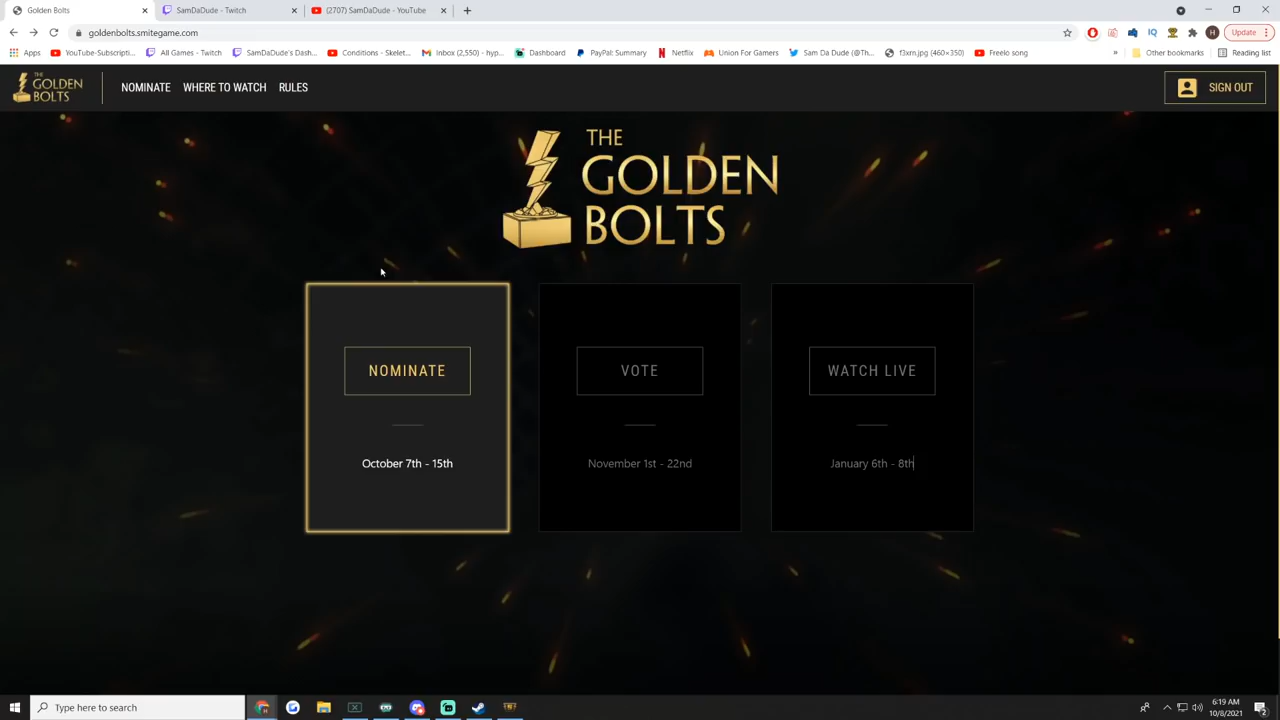 Golden Bolts
SamDaDude - Twitch
(2707) SamDaDude - YouTube
goldenbolts.smitegame.com
Update
Apps
YouTube-Subscripti...
All Games - Twitch
SamDaDude's Dash...
Conditions - Skelet...
Inbox (2,550) - hyp...
Dashboard
PayPal: Summary
Netflix
Union For Gamers
Sam Da Dude (@Th...
f3xrn.jpg (460×325)
Freelo song
»
Other bookmarks
Reading list
THE
GOLDEN
BOLTS
NOMINATE
WHERE TO WATCH
RULES
SIGN OUT
THE
GOLDEN
BOLTS
NOMINATE
VOTE
WATCH LIVE
October 7th - 15th
November 1st - 22nd
January 6th - 8th
Type here to search
6:19 AM
10/8/2021
2